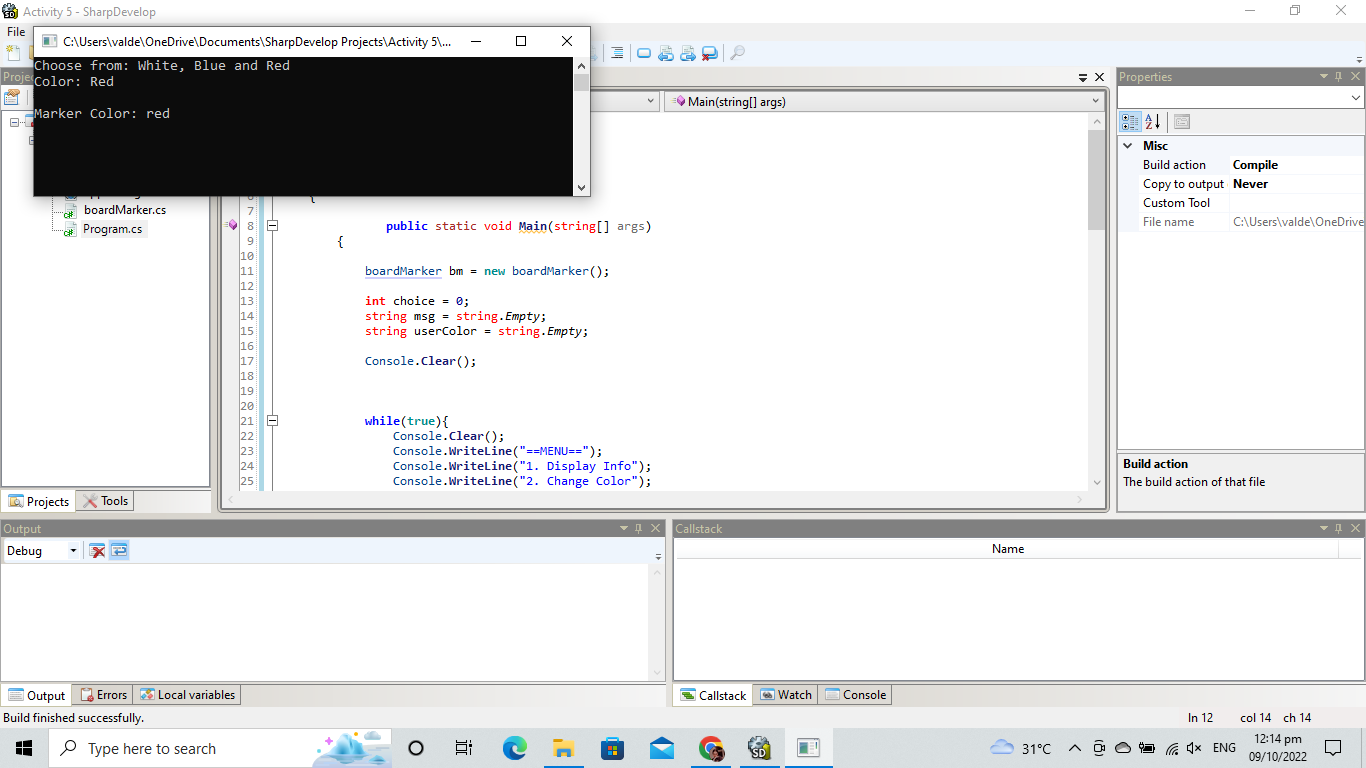 Activity 5 - SharpDevelop
File
C:\Users\valde\OneDrive\Documents\SharpDevelop Projects\Activity 5\...
Choose from: White, Blue and Red
Color: Red
Marker Color: red
boardMarker.cs
Program.cs
Projects
Tools
Main(string[] args)
7
8 public static void Main(string[] args)
9 {
10
11 boardMarker bm = new boardMarker();
12
13 int choice = 0;
14 string msg = string.Empty;
15 string userColor = string.Empty;
16
17 Console.Clear();
18
19
20
21 while(true){
22 Console.Clear();
23 Console.WriteLine("==MENU==");
24 Console.WriteLine("1. Display Info");
25 Console.WriteLine("2. Change Color");
Properties
Misc
Build action Compile
Copy to output Never
Custom Tool
File name C:\Users\valde\OneDrive
Build action
The build action of that file
Output
Debug
Output
Errors
Local variables
Callstack
Name
Callstack
Watch
Console
Build finished successfully.
ln 12 col 14 ch 14
Type here to search
31°C
ENG
12:14 pm
09/10/2022